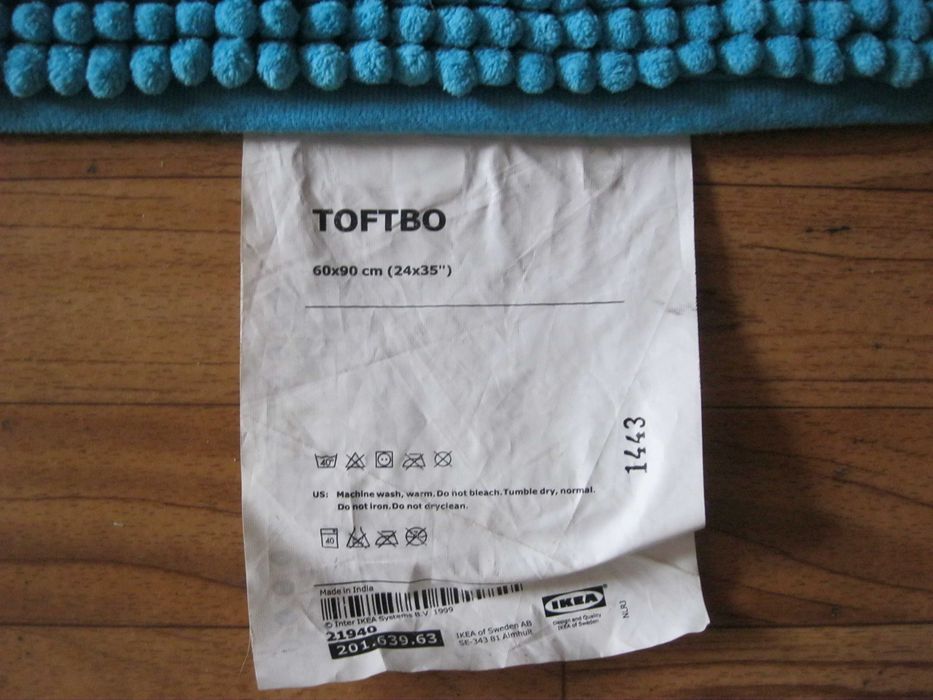 TOFTBO
60x90 cm (24x35")
1443
40°
US: Machine wash, warm. Do not bleach. Tumble dry, normal.
Do not iron. Do not dryclean.
40
Made in India
© Inter IKEA Systems B.V. 1999
21940
201.639.63
IKEA of Sweden AB
SE-343 81 Älmhult
IKEA
Design and Quality
IKEA of Sweden
NLRJ